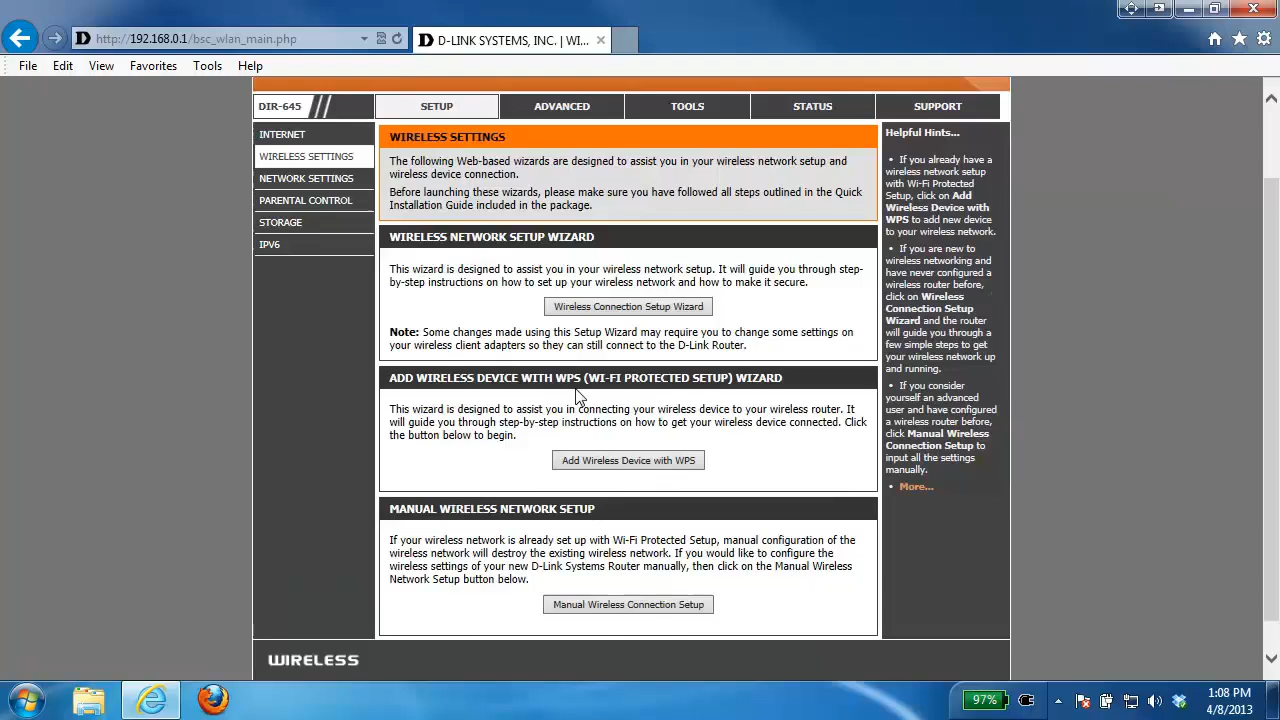 http://192.168.0.1/bsc_wlan_main.php
D D-LINK SYSTEMS, INC. | WI...
File Edit View Favorites Tools Help
DIR-645
SETUP ADVANCED TOOLS STATUS SUPPORT
INTERNET
WIRELESS SETTINGS
NETWORK SETTINGS
PARENTAL CONTROL
STORAGE
IPV6
WIRELESS SETTINGS
The following Web-based wizards are designed to assist you in your wireless network setup and
wireless device connection.
Before launching these wizards, please make sure you have followed all steps outlined in the Quick
Installation Guide included in the package.
WIRELESS NETWORK SETUP WIZARD
This wizard is designed to assist you in your wireless network setup. It will guide you through step-
by-step instructions on how to set up your wireless network and how to make it secure.
Wireless Connection Setup Wizard
Note: Some changes made using this Setup Wizard may require you to change some settings on
your wireless client adapters so they can still connect to the D-Link Router.
ADD WIRELESS DEVICE WITH WPS (WI-FI PROTECTED SETUP) WIZARD
This wizard is designed to assist you in connecting your wireless device to your wireless router. It
will guide you through step-by-step instructions on how to get your wireless device connected. Click
the button below to begin.
Add Wireless Device with WPS
MANUAL WIRELESS NETWORK SETUP
If your wireless network is already set up with Wi-Fi Protected Setup, manual configuration of the
wireless network will destroy the existing wireless network. If you would like to configure the
wireless settings of your new D-Link Systems Router manually, then click on the Manual Wireless
Network Setup button below.
Manual Wireless Connection Setup
Helpful Hints...
• If you already have a
wireless network setup
with Wi-Fi Protected
Setup, click on Add
Wireless Device with
WPS to add new device
to your wireless network.
• If you are new to
wireless networking and
have never configured a
wireless router before,
click on Wireless
Connection Setup
Wizard and the router
will guide you through a
few simple steps to get
your wireless network up
and running.
• If you consider
yourself an advanced
user and have configured
a wireless router before,
click Manual Wireless
Connection Setup to
input all the settings
manually.
• More...
WIRELESS
97%
1:08 PM
4/8/2013